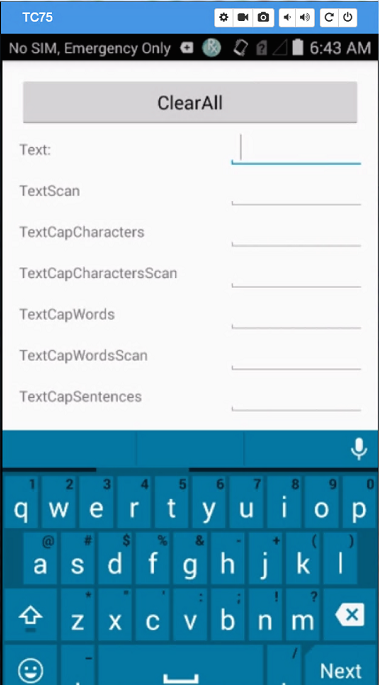 TC75
No SIM, Emergency Only 6:43 AM
ClearAll
Text:
TextScan
TextCapCharacters
TextCapCharactersScan
TextCapWords
TextCapWordsScan
TextCapSentences
1 2 3 4 5 6 7 8 9 0
q w e r t y u i o p
@ # $ % & - + ( )
a s d f g h j k l
* " ' : ; ! ?
z x c v b n m
_ /
, . Next